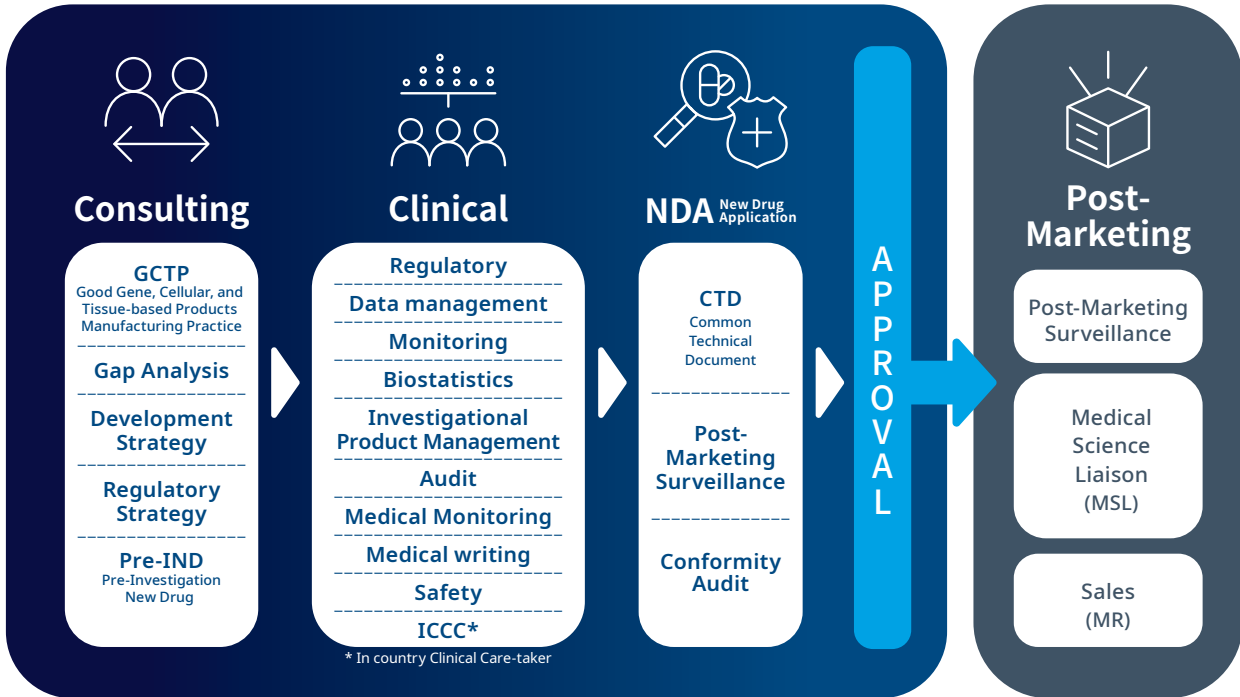 Consulting
GCTP
Good Gene, Cellular, and
Tissue-based Products
Manufacturing Practice
Gap Analysis
Development
Strategy
Regulatory
Strategy
Pre-IND
Pre-Investigation
New Drug
Clinical
Regulatory
Data management
Monitoring
Biostatistics
Investigational
Product Management
Audit
Medical Monitoring
Medical writing
Safety
ICCC*
* In country Clinical Care-taker
NDA New Drug
Application
CTD
Common
Technical
Document
Post-
Marketing
Surveillance
Conformity
Audit
APPROVAL
Post-
Marketing
Post-Marketing
Surveillance
Medical
Science
Liaison
(MSL)
Sales
(MR)